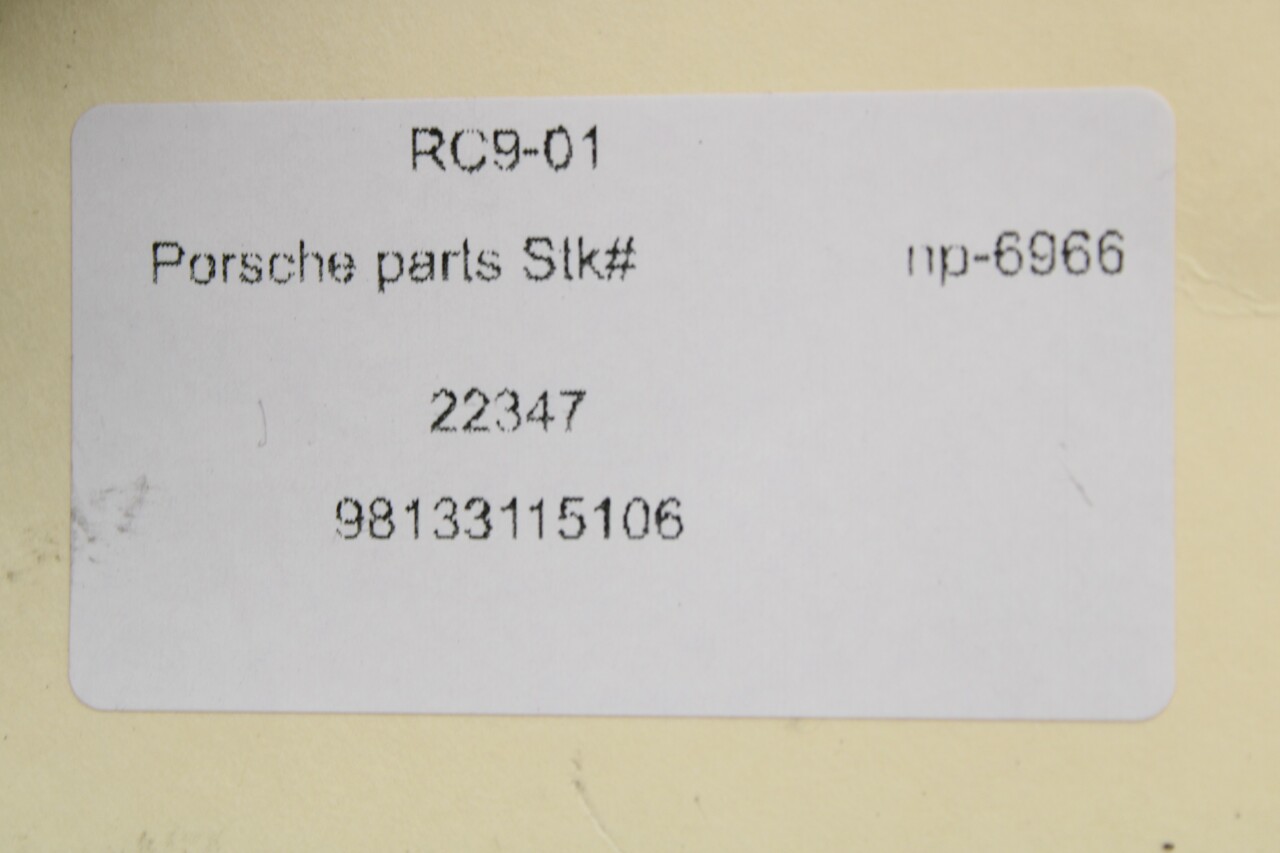 RC9-01
Porsche parts Stk# np-6966
22347
98133115106